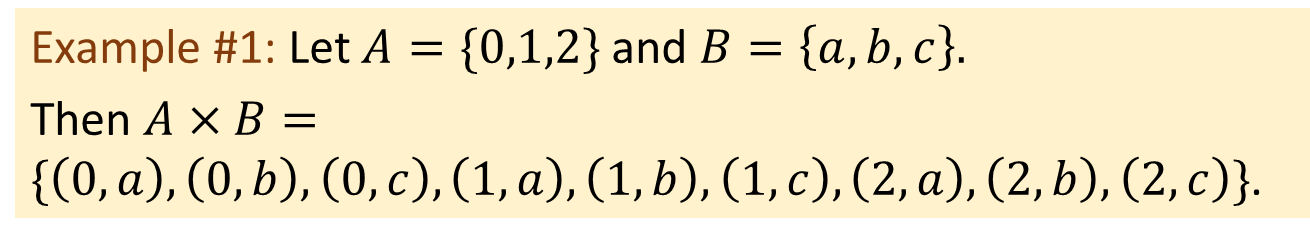 Example #1: Let A = {0,1,2} and B = {a, b, c}.
Then A × B =
{(0, a), (0, b), (0, c), (1, a), (1, b), (1, c), (2, a), (2, b), (2, c)}.